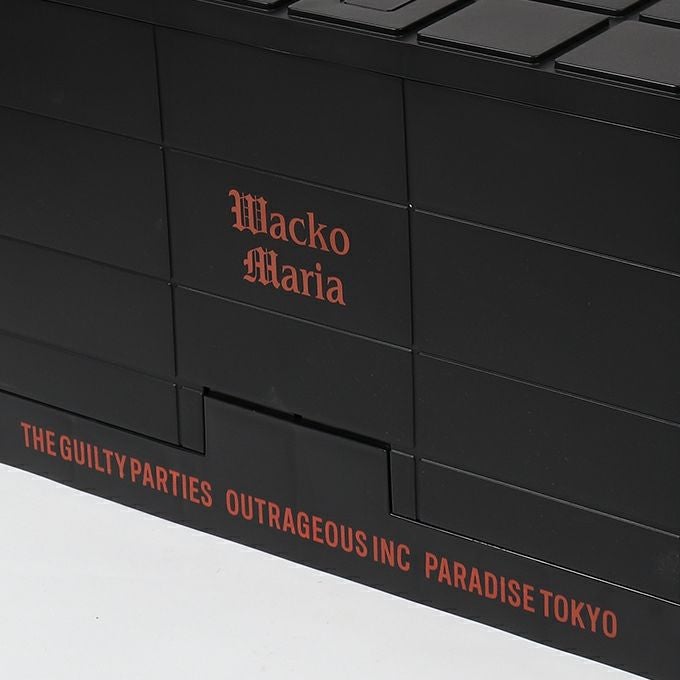 Wacko
Maria
THE GUILTY PARTIES OUTRAGEOUS INC PARADISE TOKYO